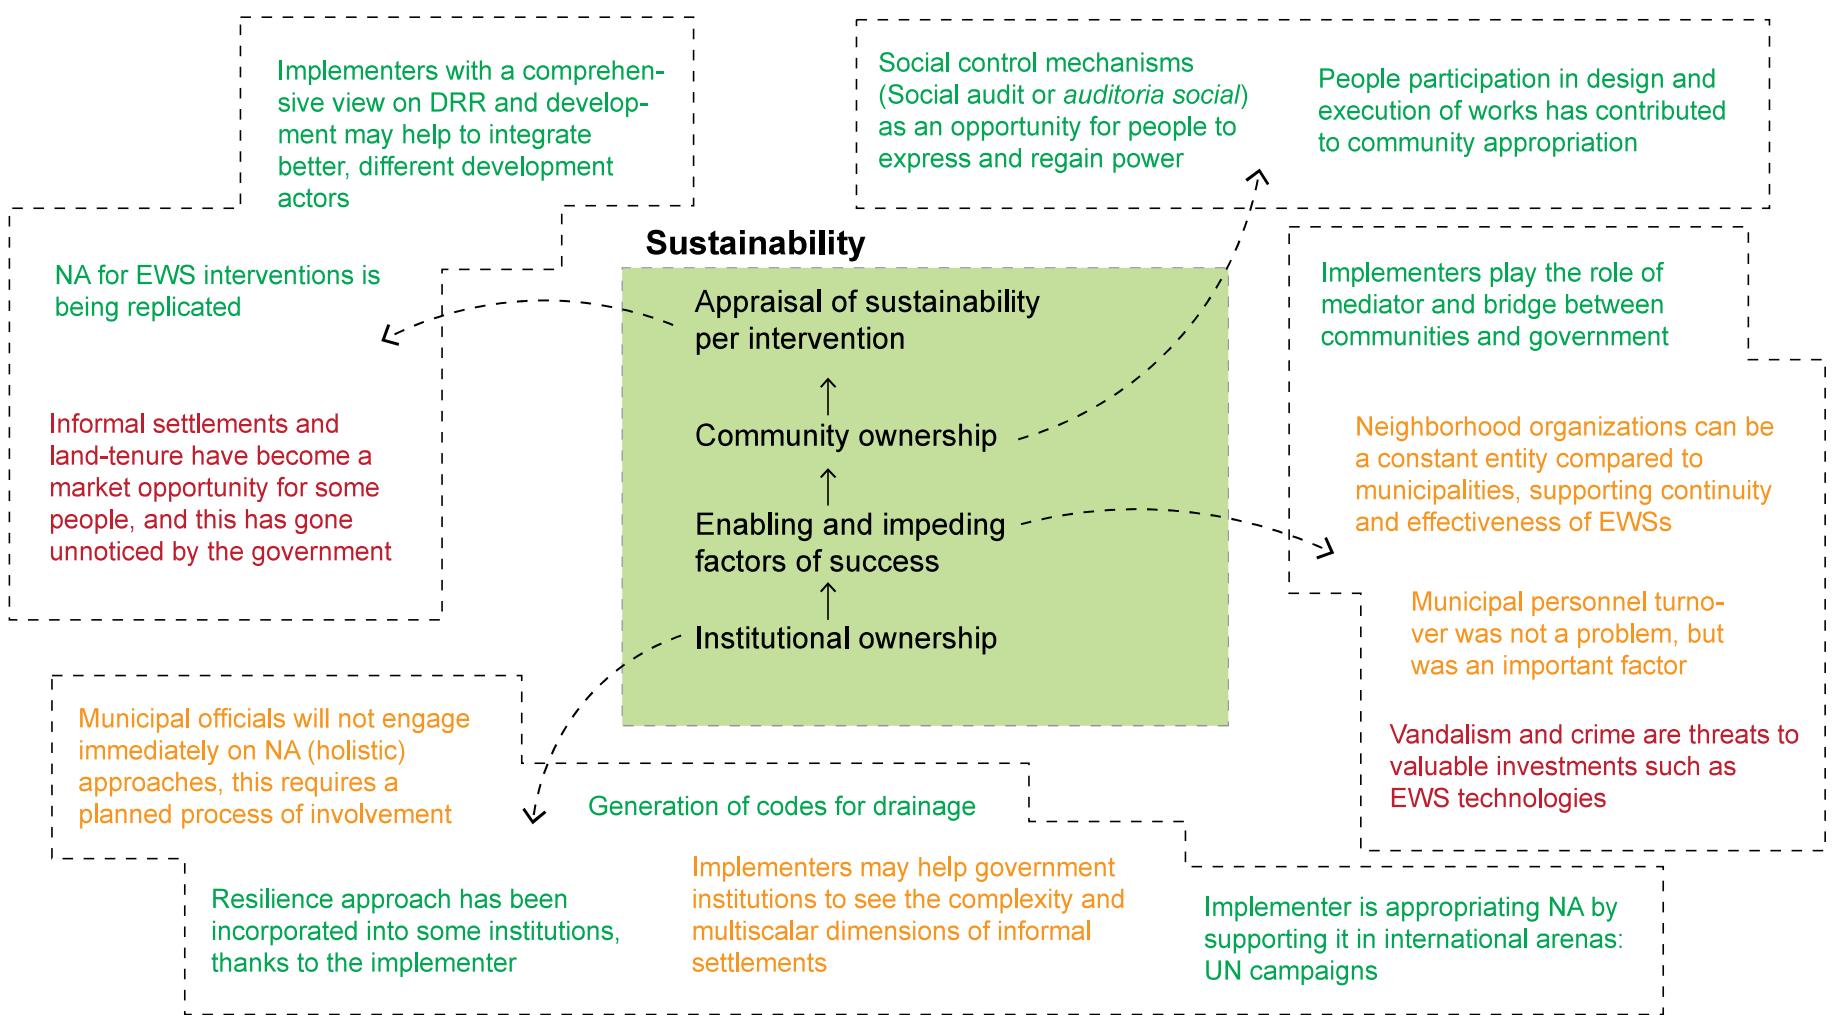 Implementers with a comprehen-
sive view on DRR and develop-
ment may help to integrate
better, different development
actors
NA for EWS interventions is
being replicated
Informal settlements and
land-tenure have become a
market opportunity for some
people, and this has gone
unnoticed by the government
Social control mechanisms
(Social audit or auditoria social)
as an opportunity for people to
express and regain power
People participation in design and
execution of works has contributed
to community appropriation
Sustainability
Appraisal of sustainability
per intervention
Community ownership
Enabling and impeding
factors of success
Institutional ownership
Implementers play the role of
mediator and bridge between
communities and government
Neighborhood organizations can be
a constant entity compared to
municipalities, supporting continuity
and effectiveness of EWSs
Municipal personnel turno-
ver was not a problem, but
was an important factor
Vandalism and crime are threats to
valuable investments such as
EWS technologies
Municipal officials will not engage
immediately on NA (holistic)
approaches, this requires a
planned process of involvement
Generation of codes for drainage
Resilience approach has been
incorporated into some institutions,
thanks to the implementer
Implementers may help government
institutions to see the complexity and
multiscalar dimensions of informal
settlements
Implementer is appropriating NA by
supporting it in international arenas:
UN campaigns